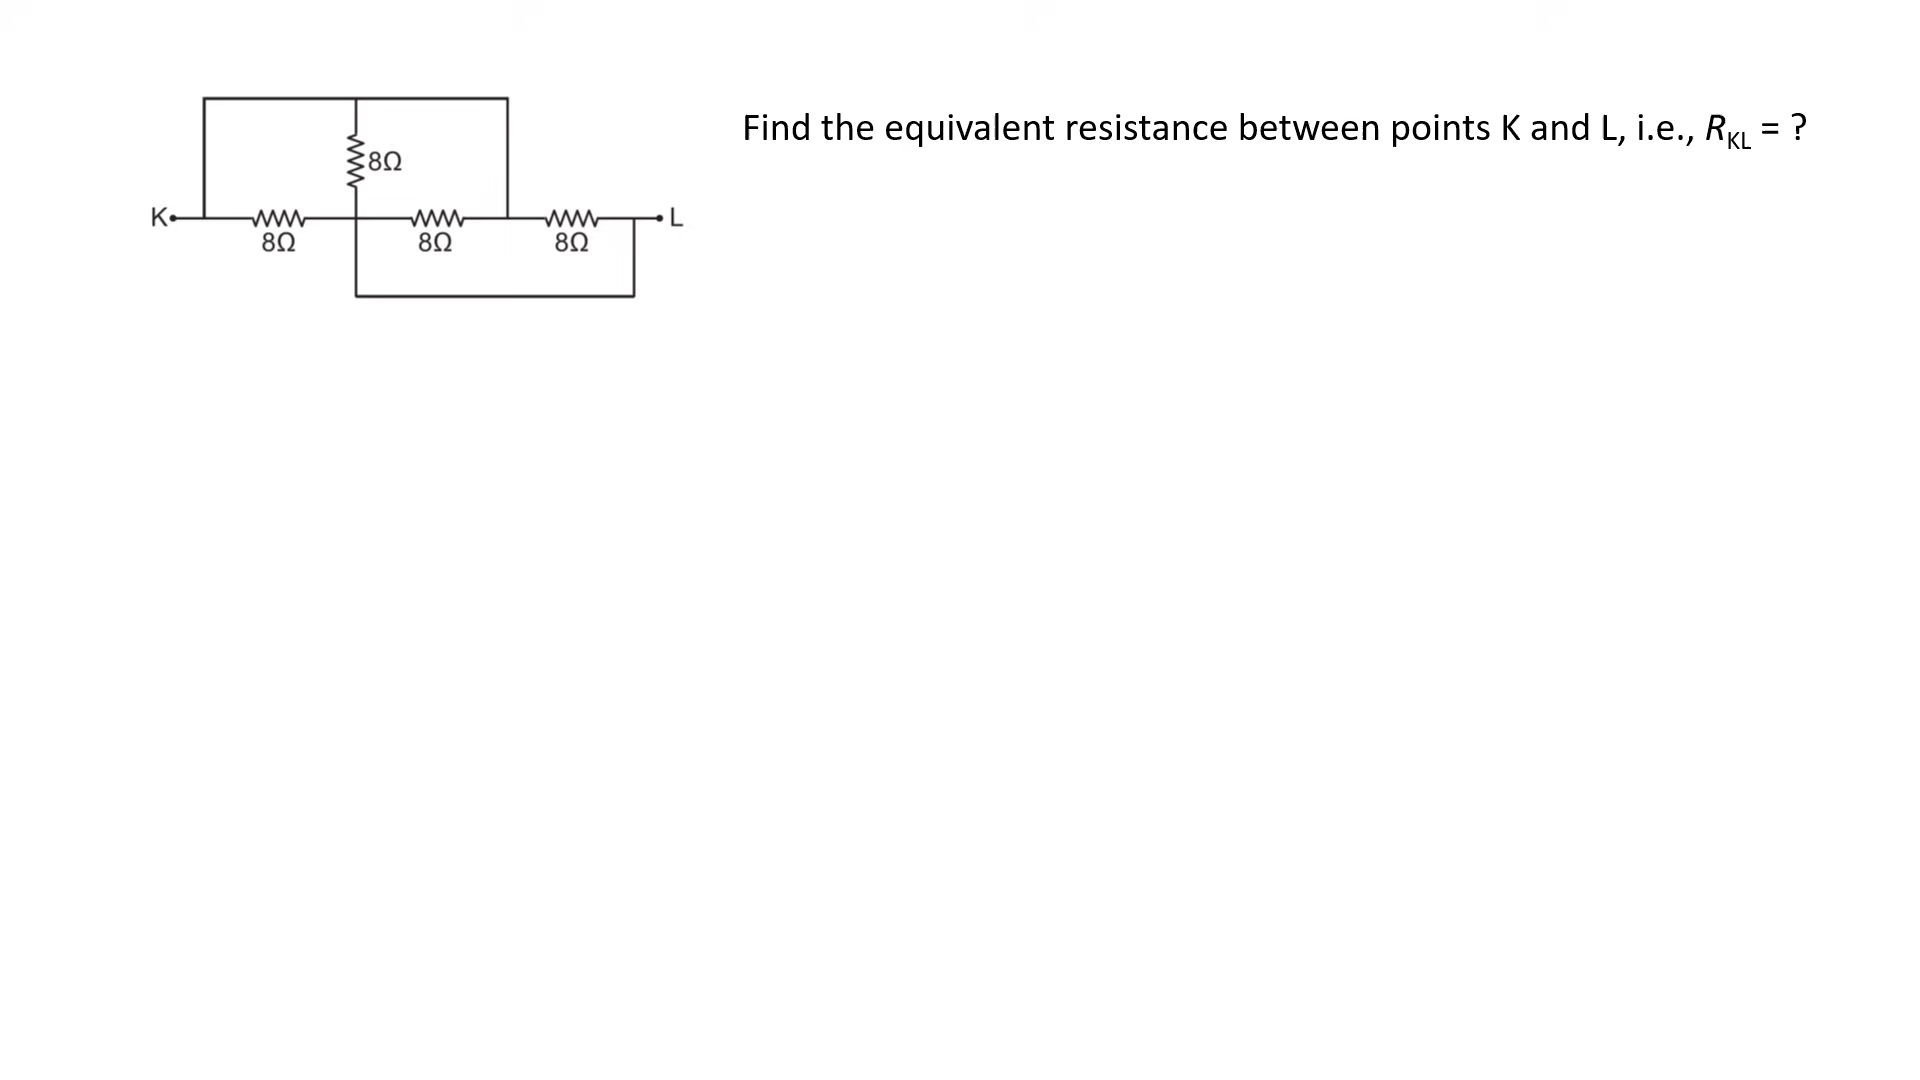 Find the equivalent resistance between points K and L, i.e., R_KL = ?
8Ω
K
L
8Ω
8Ω
8Ω